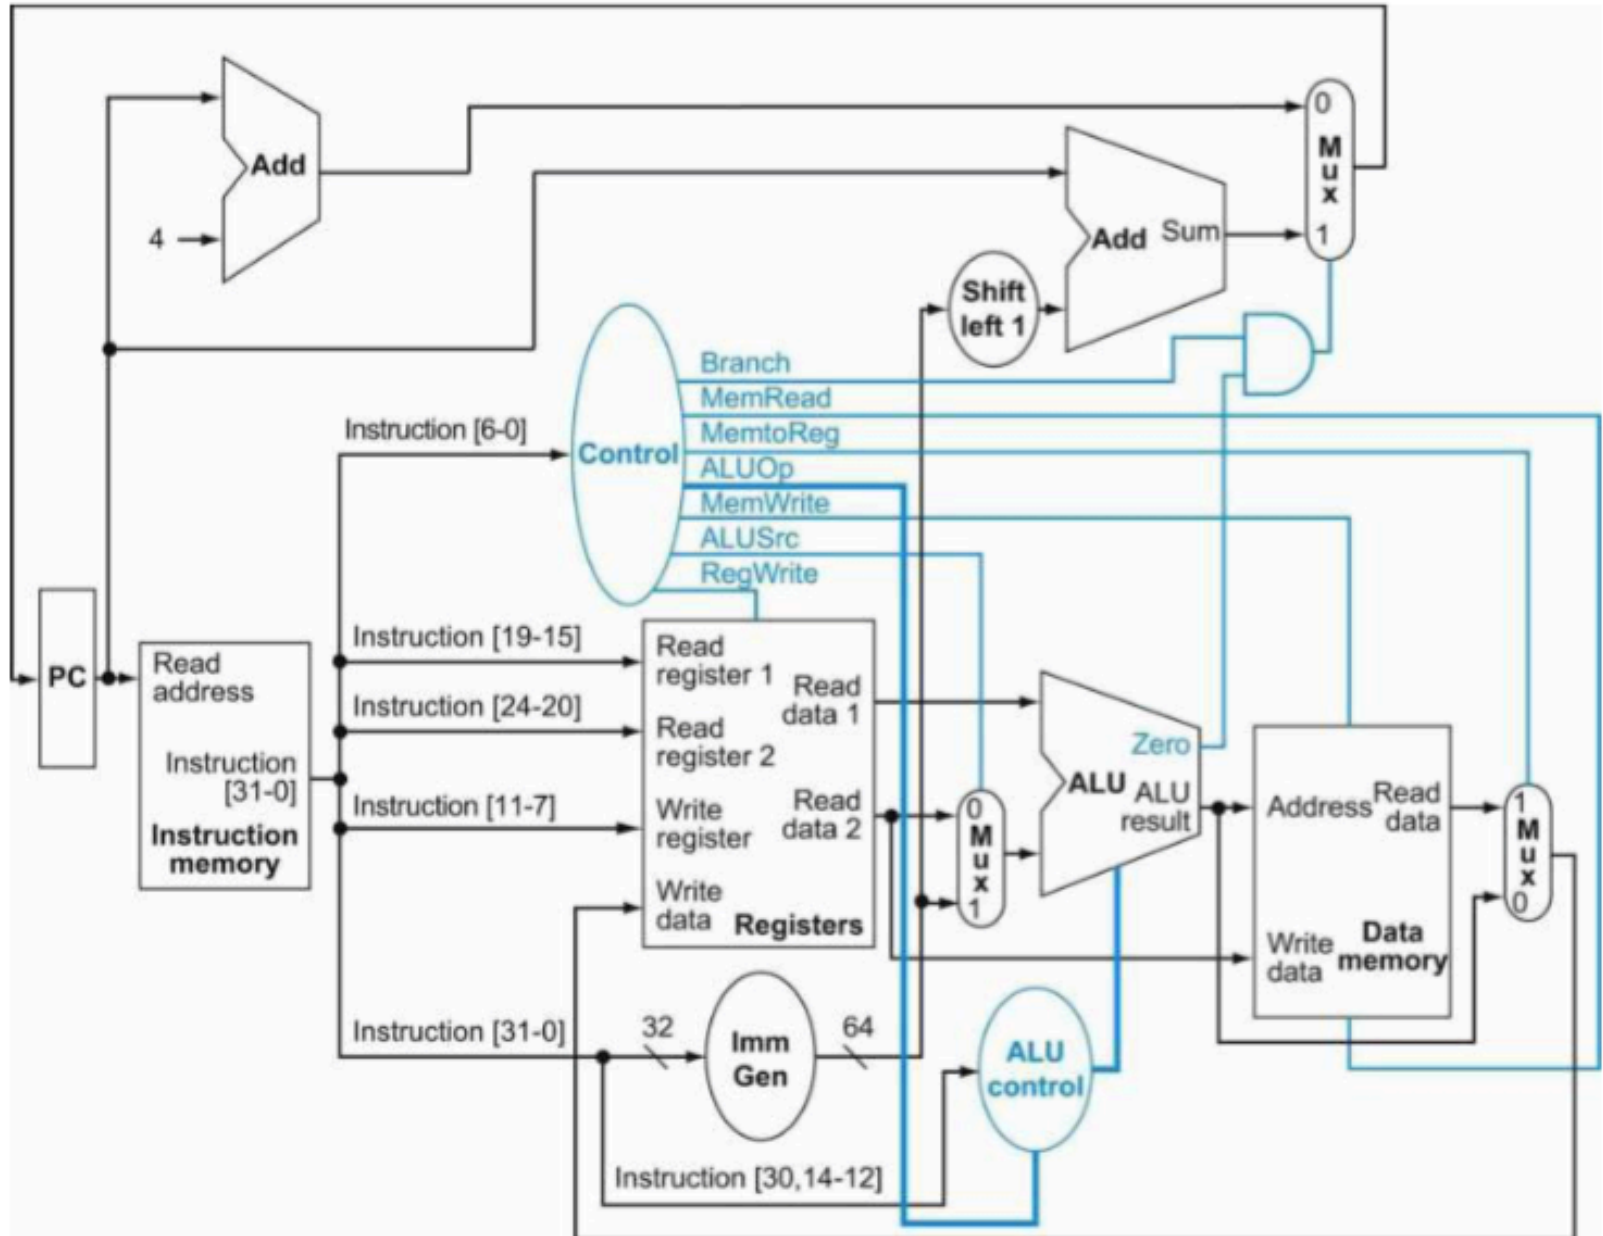 0
M
u
x
1
Add
4
Add Sum
Shift
left 1
Branch
MemRead
MemtoReg
ALUOp
MemWrite
ALUSrc
RegWrite
Control
Instruction [6-0]
Instruction [19-15]
Instruction [24-20]
Instruction [11-7]
Instruction [31-0]
PC
Read
address
Instruction
[31-0]
Instruction
memory
Read
register 1
Read
register 2
Write
register
Write
data
Read
data 1
Read
data 2
Registers
0
M
u
x
1
Zero
ALU
ALU
result
Address
Read
data
Write
data
Data
memory
1
M
u
x
0
32
Imm
Gen
64
ALU
control
Instruction [30,14-12]